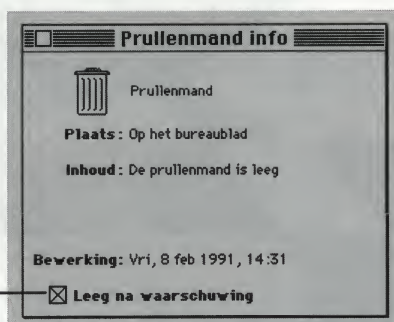 Prullenmand info
Prullenmand
Plaats: Op het bureaublad
Inhoud: De prullenmand is leeg
Bewerking: Vri, 8 feb 1991, 14:31
Leeg na waarschuwing